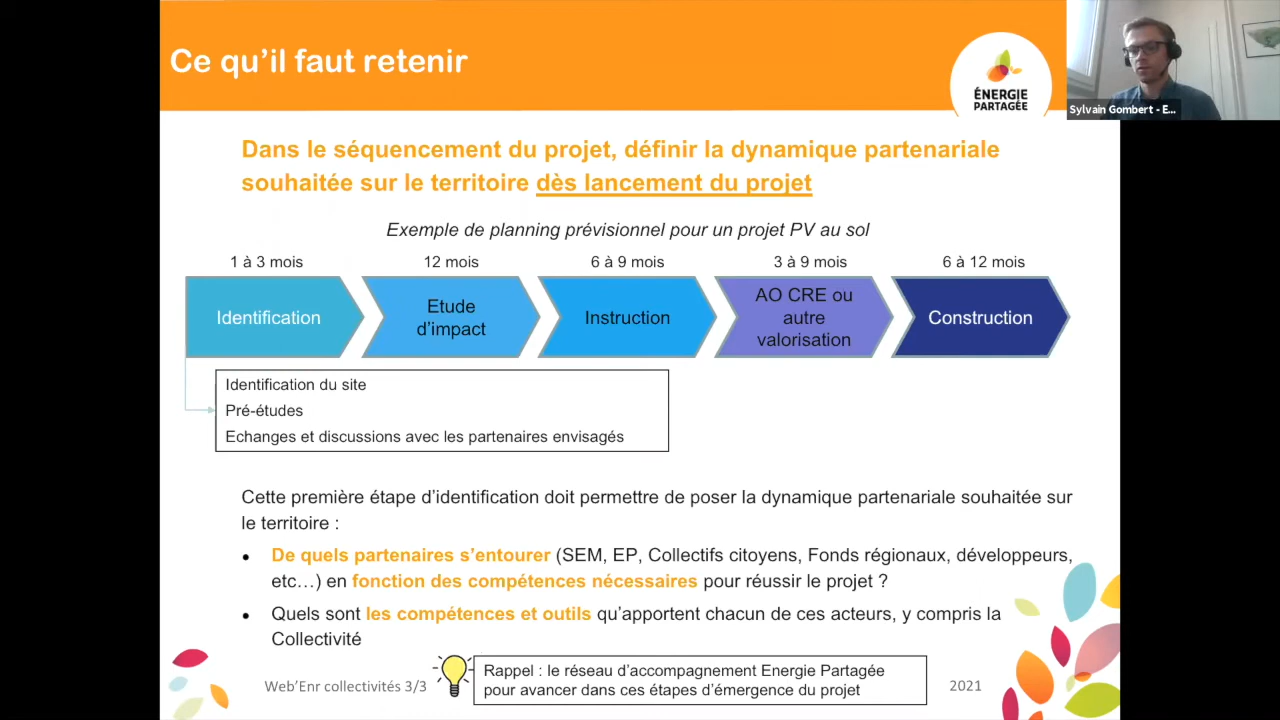 Ce qu'il faut retenir
ÉNERGIE
PARTAGÉE
Sylvain Gombert - E...
Dans le séquencement du projet, définir la dynamique partenariale
souhaitée sur le territoire dès lancement du projet
Exemple de planning prévisionnel pour un projet PV au sol
1 à 3 mois
12 mois
6 à 9 mois
3 à 9 mois
6 à 12 mois
Identification
Etude
d'impact
Instruction
AO CRE ou
autre
valorisation
Construction
Identification du site
Pré-études
Echanges et discussions avec les partenaires envisagés
Cette première étape d'identification doit permettre de poser la dynamique partenariale souhaitée sur
le territoire :
• De quels partenaires s'entourer (SEM, EP, Collectifs citoyens, Fonds régionaux, développeurs,
etc…) en fonction des compétences nécessaires pour réussir le projet ?
• Quels sont les compétences et outils qu'apportent chacun de ces acteurs, y compris la
Collectivité
Rappel : le réseau d'accompagnement Energie Partagée
pour avancer dans ces étapes d'émergence du projet
Web'Enr collectivités 3/3
2021